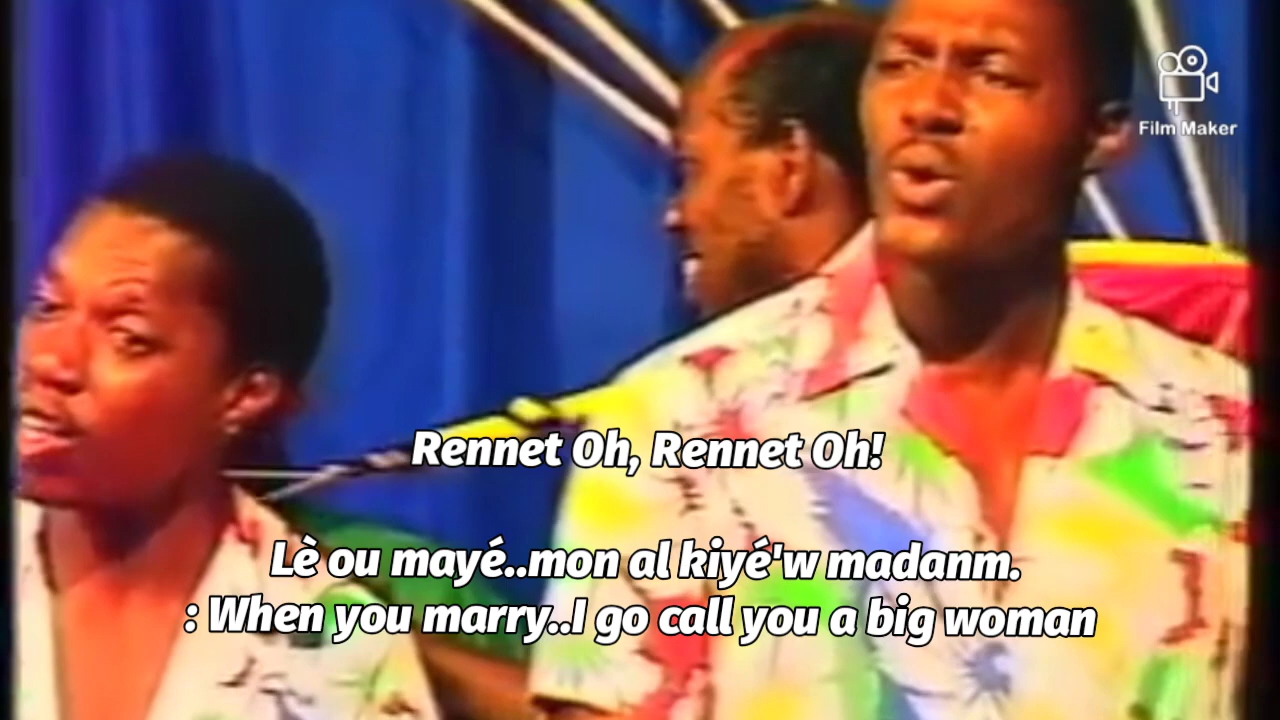 Film Maker
Rennet Oh, Rennet Oh!
Lè ou mayé..mon al kiyé'w madanm.
: When you marry..I go call you a big woman